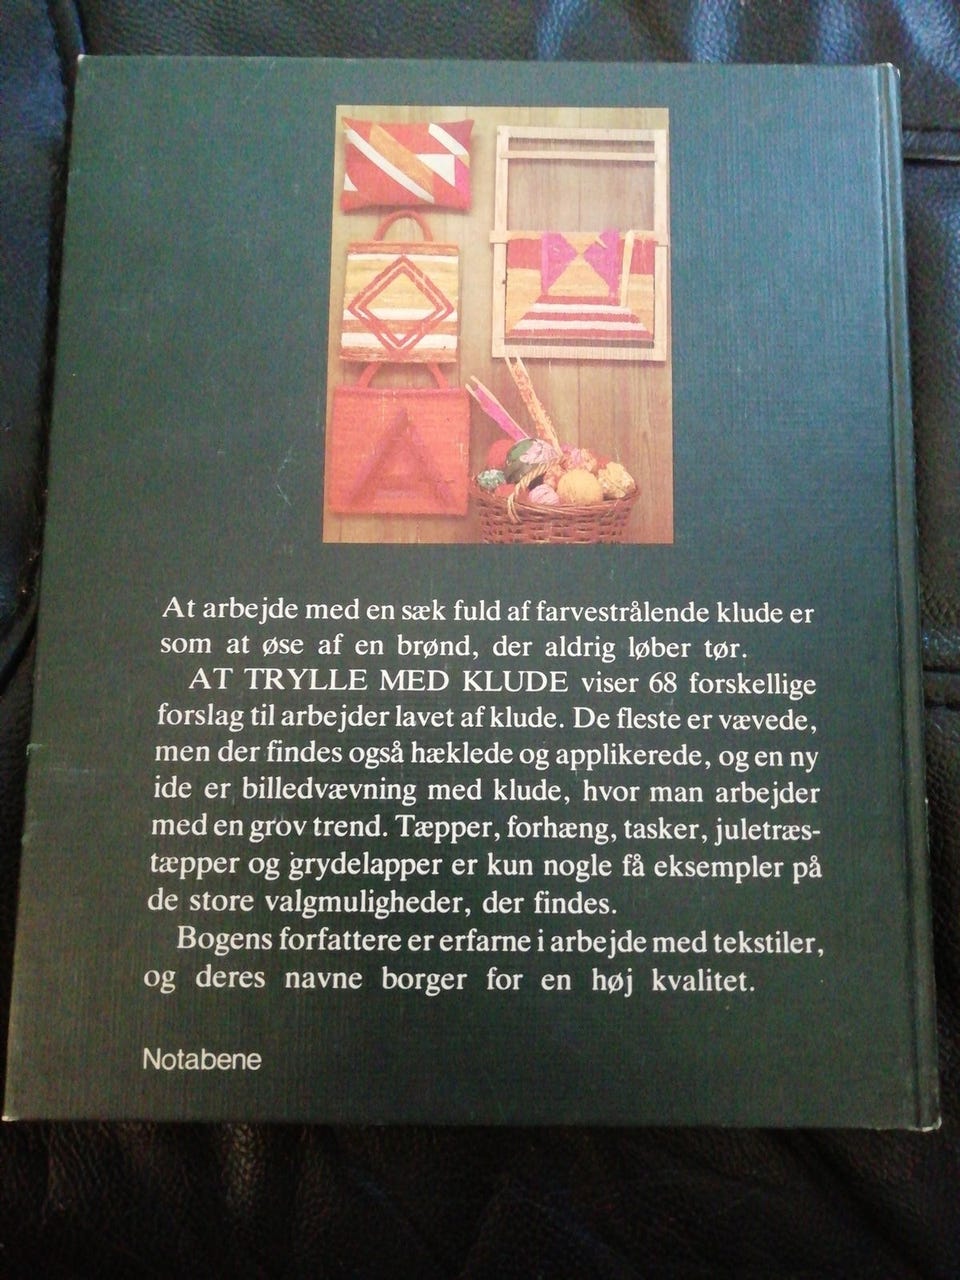 At arbejde med en sæk fuld af farvestrålende klude er
som at øse af en brønd, der aldrig løber tør.
AT TRYLLE MED KLUDE viser 68 forskellige
forslag til arbejder lavet af klude. De fleste er vævede,
men der findes også hæklede og applikerede, og en ny
ide er billedvævning med klude, hvor man arbejder
med en grov trend. Tæpper, forhæng, tasker, juletræs-
tæpper og grydelapper er kun nogle få eksempler på
de store valgmuligheder, der findes.
Bogens forfattere er erfarne i arbejde med tekstiler,
og deres navne borger for en høj kvalitet.
Notabene